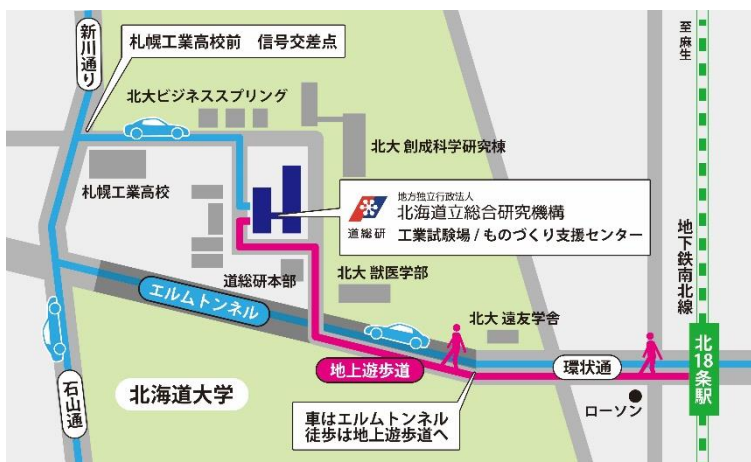 新川通り
札幌工業高校前　信号交差点
至麻生
北大ビジネススプリング
北大 創成科学研究棟
札幌工業高校
地方独立行政法人
北海道立総合研究機構
道総研
工業試験場/ものづくり支援センター
地下鉄南北線
道総研本部
北大 獣医学部
エルムトンネル
北大 遠友学舎
北18条駅
地上遊歩道
環状通
石山通
北海道大学
ローソン
車はエルムトンネル
徒歩は地上遊歩道へ